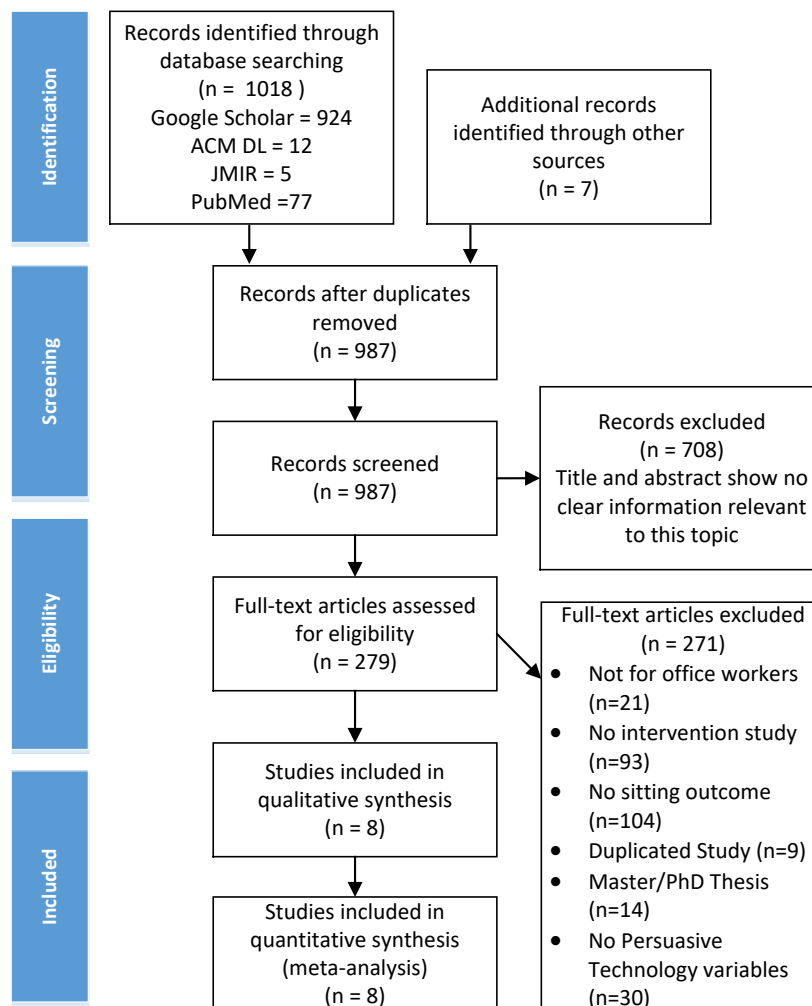 Identification
Records identified through
database searching
(n =  1018 )
Google Scholar = 924
ACM DL = 12
JMIR = 5
PubMed =77
Additional records
identified through other
sources
(n = 7)
Screening
Records after duplicates
removed
(n = 987)
Records screened
(n = 987)
Records excluded
(n = 708)
Title and abstract show no
clear information relevant
to this topic
Eligibility
Full-text articles assessed
for eligibility
(n = 279)
Full-text articles excluded
(n = 271)
• Not for office workers
(n=21)
• No intervention study
(n=93)
• No sitting outcome
(n=104)
• Duplicated Study (n=9)
• Master/PhD Thesis
(n=14)
• No Persuasive
Technology variables
(n=30)
Included
Studies included in
qualitative synthesis
(n = 8)
Studies included in
quantitative synthesis
(meta-analysis)
(n = 8)